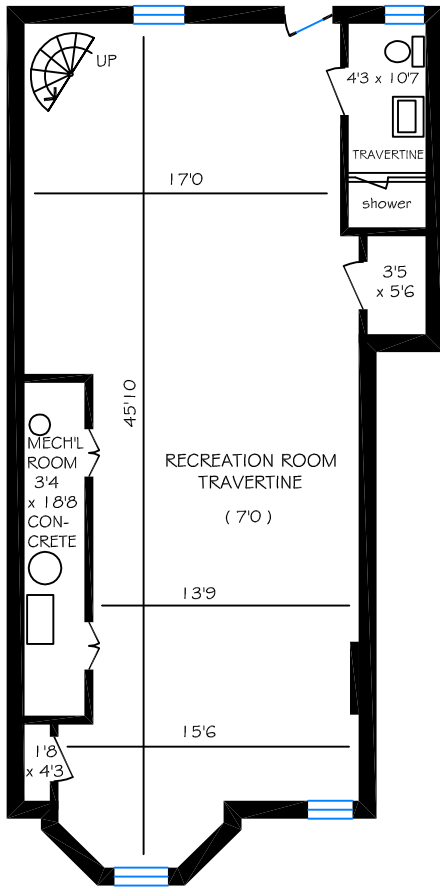 UP
4'3 x 10'7
TRAVERTINE
shower
17'0
3'5
x 5'6
45'10
MECH'L
ROOM
3'4
x 18'8
CON-
CRETE
RECREATION ROOM
TRAVERTINE
( 7'0 )
13'9
15'6
1'8
x 4'3